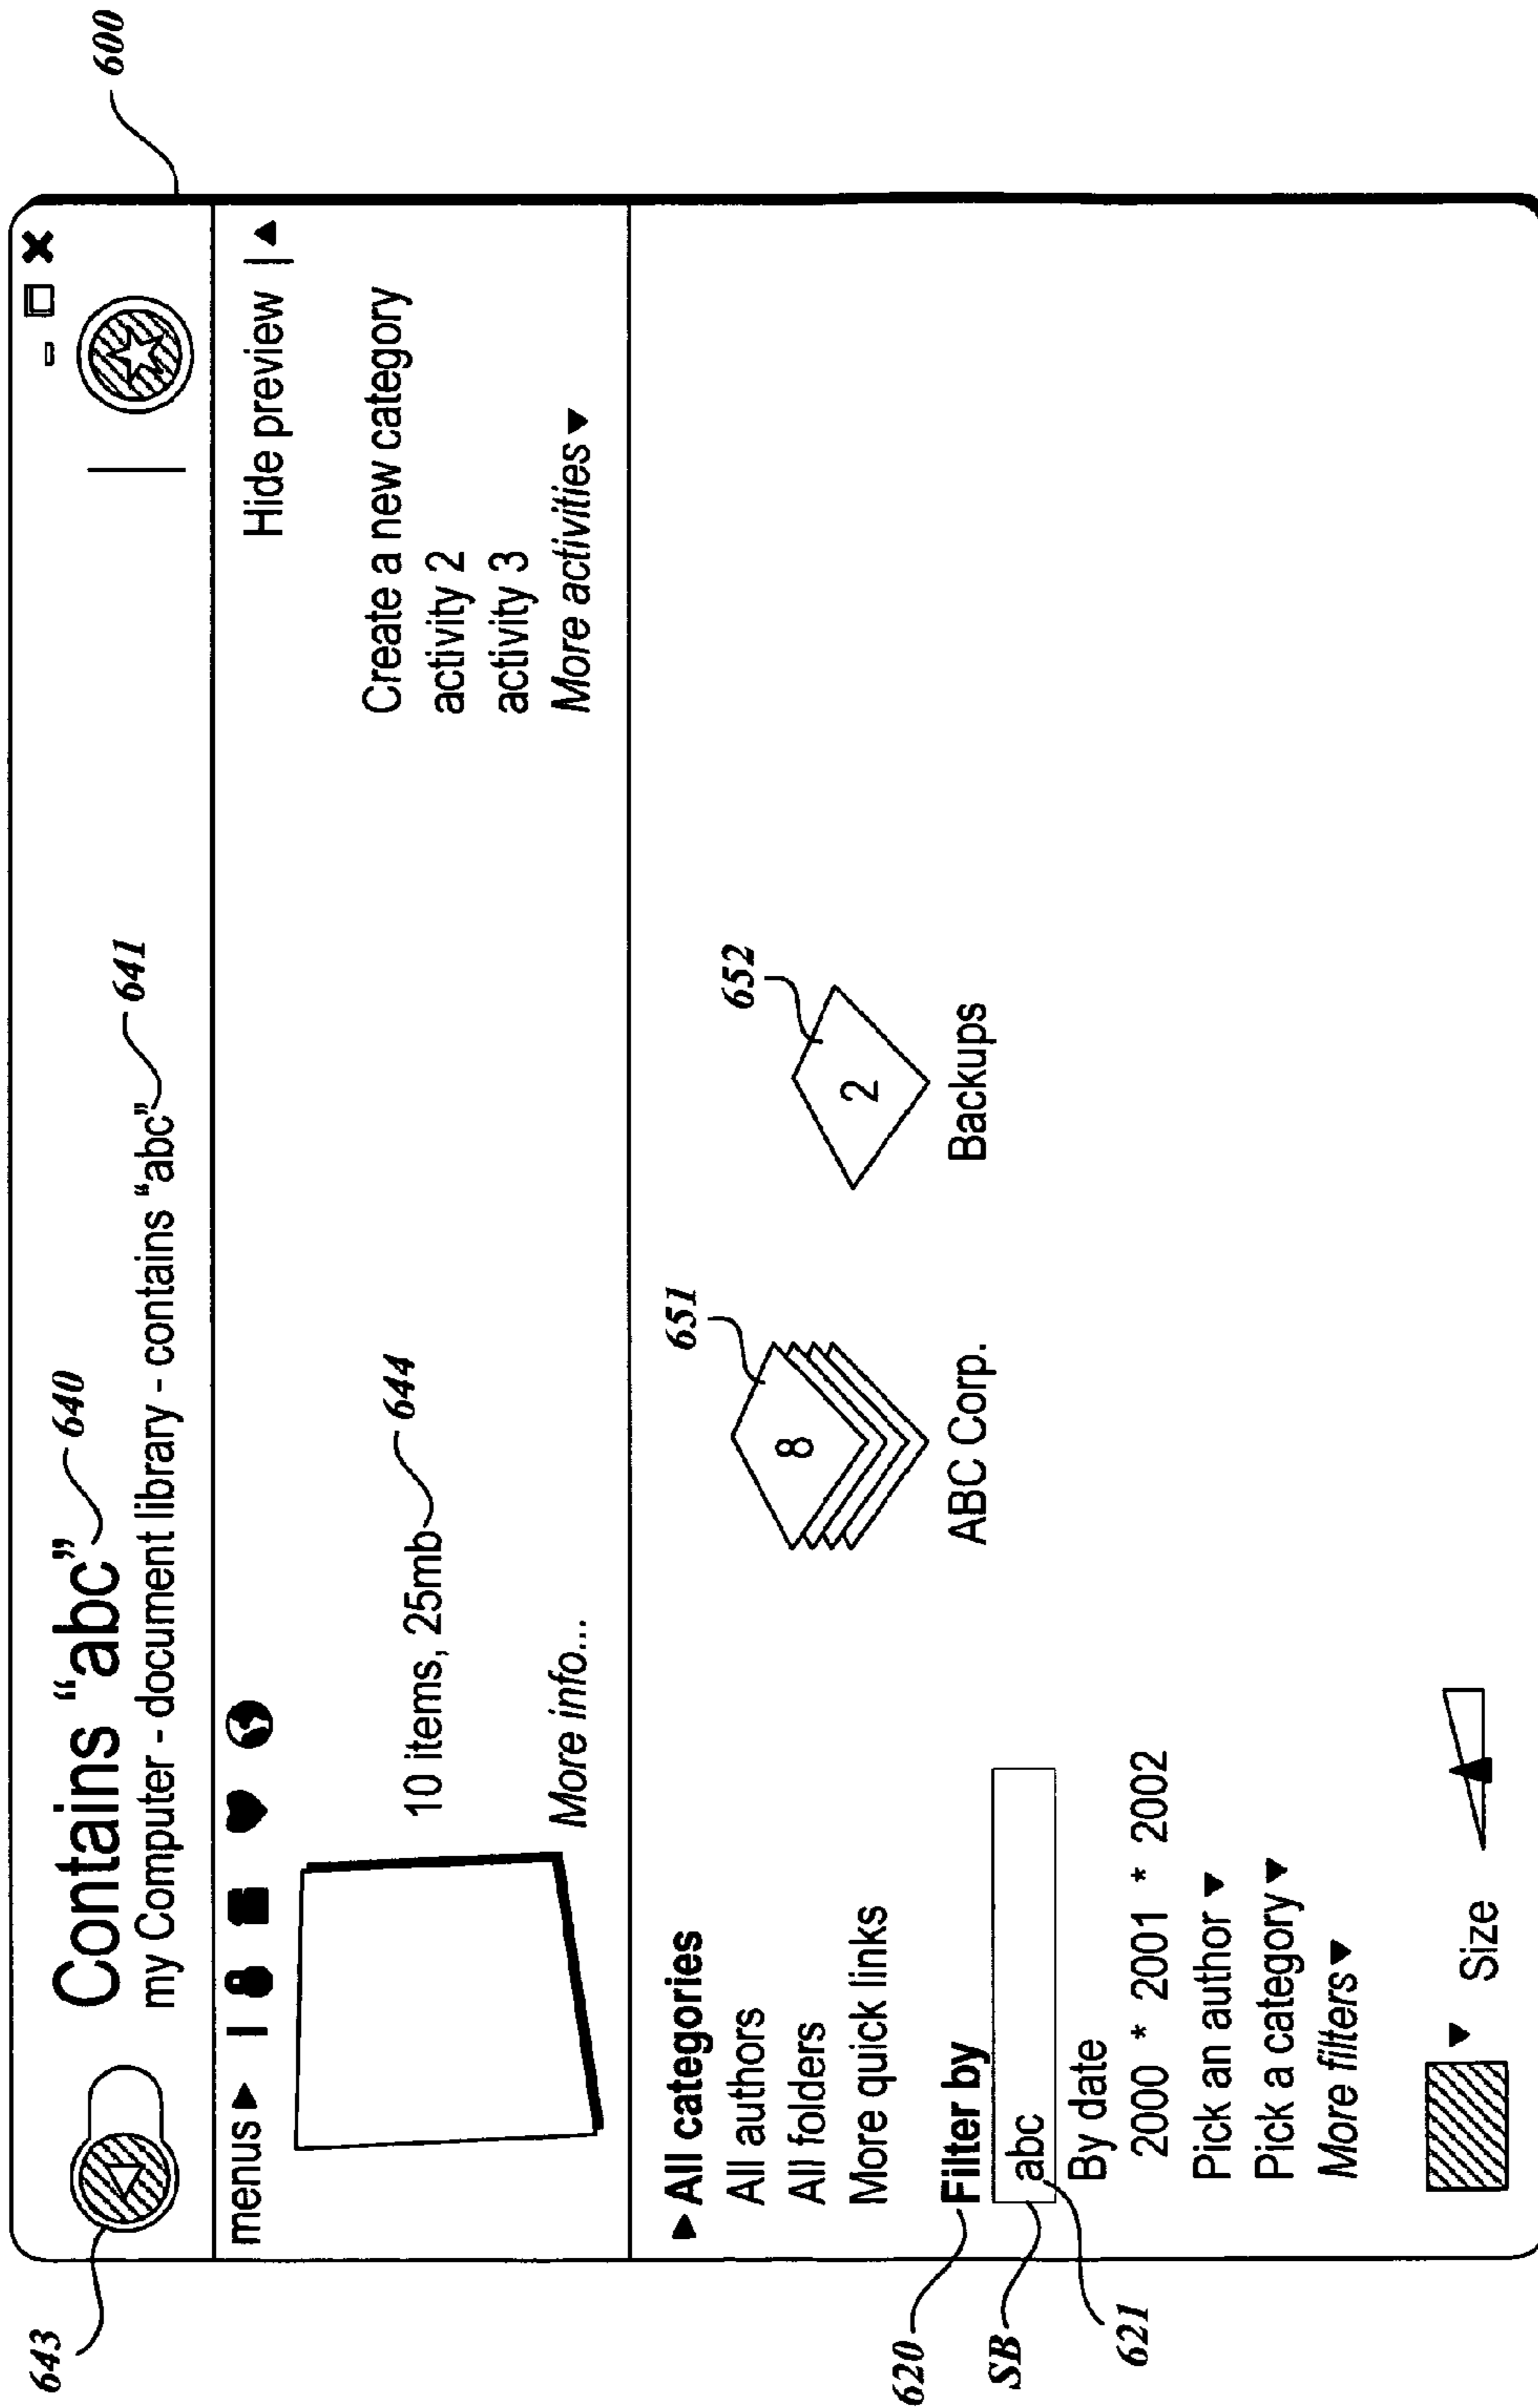 600
Contains “abc” 640
my Computer - document library - contains “abc” 641
643
menus
Hide preview
10 items, 25mb 644
More info...
Create a new category
activity 2
activity 3
More activities
All categories
All authors
All folders
More quick links
620
Filter by
SB
abc
621
By date
2000 * 2001 * 2002
Pick an author
Pick a category
More filters
Size
651
8
ABC Corp.
652
2
Backups